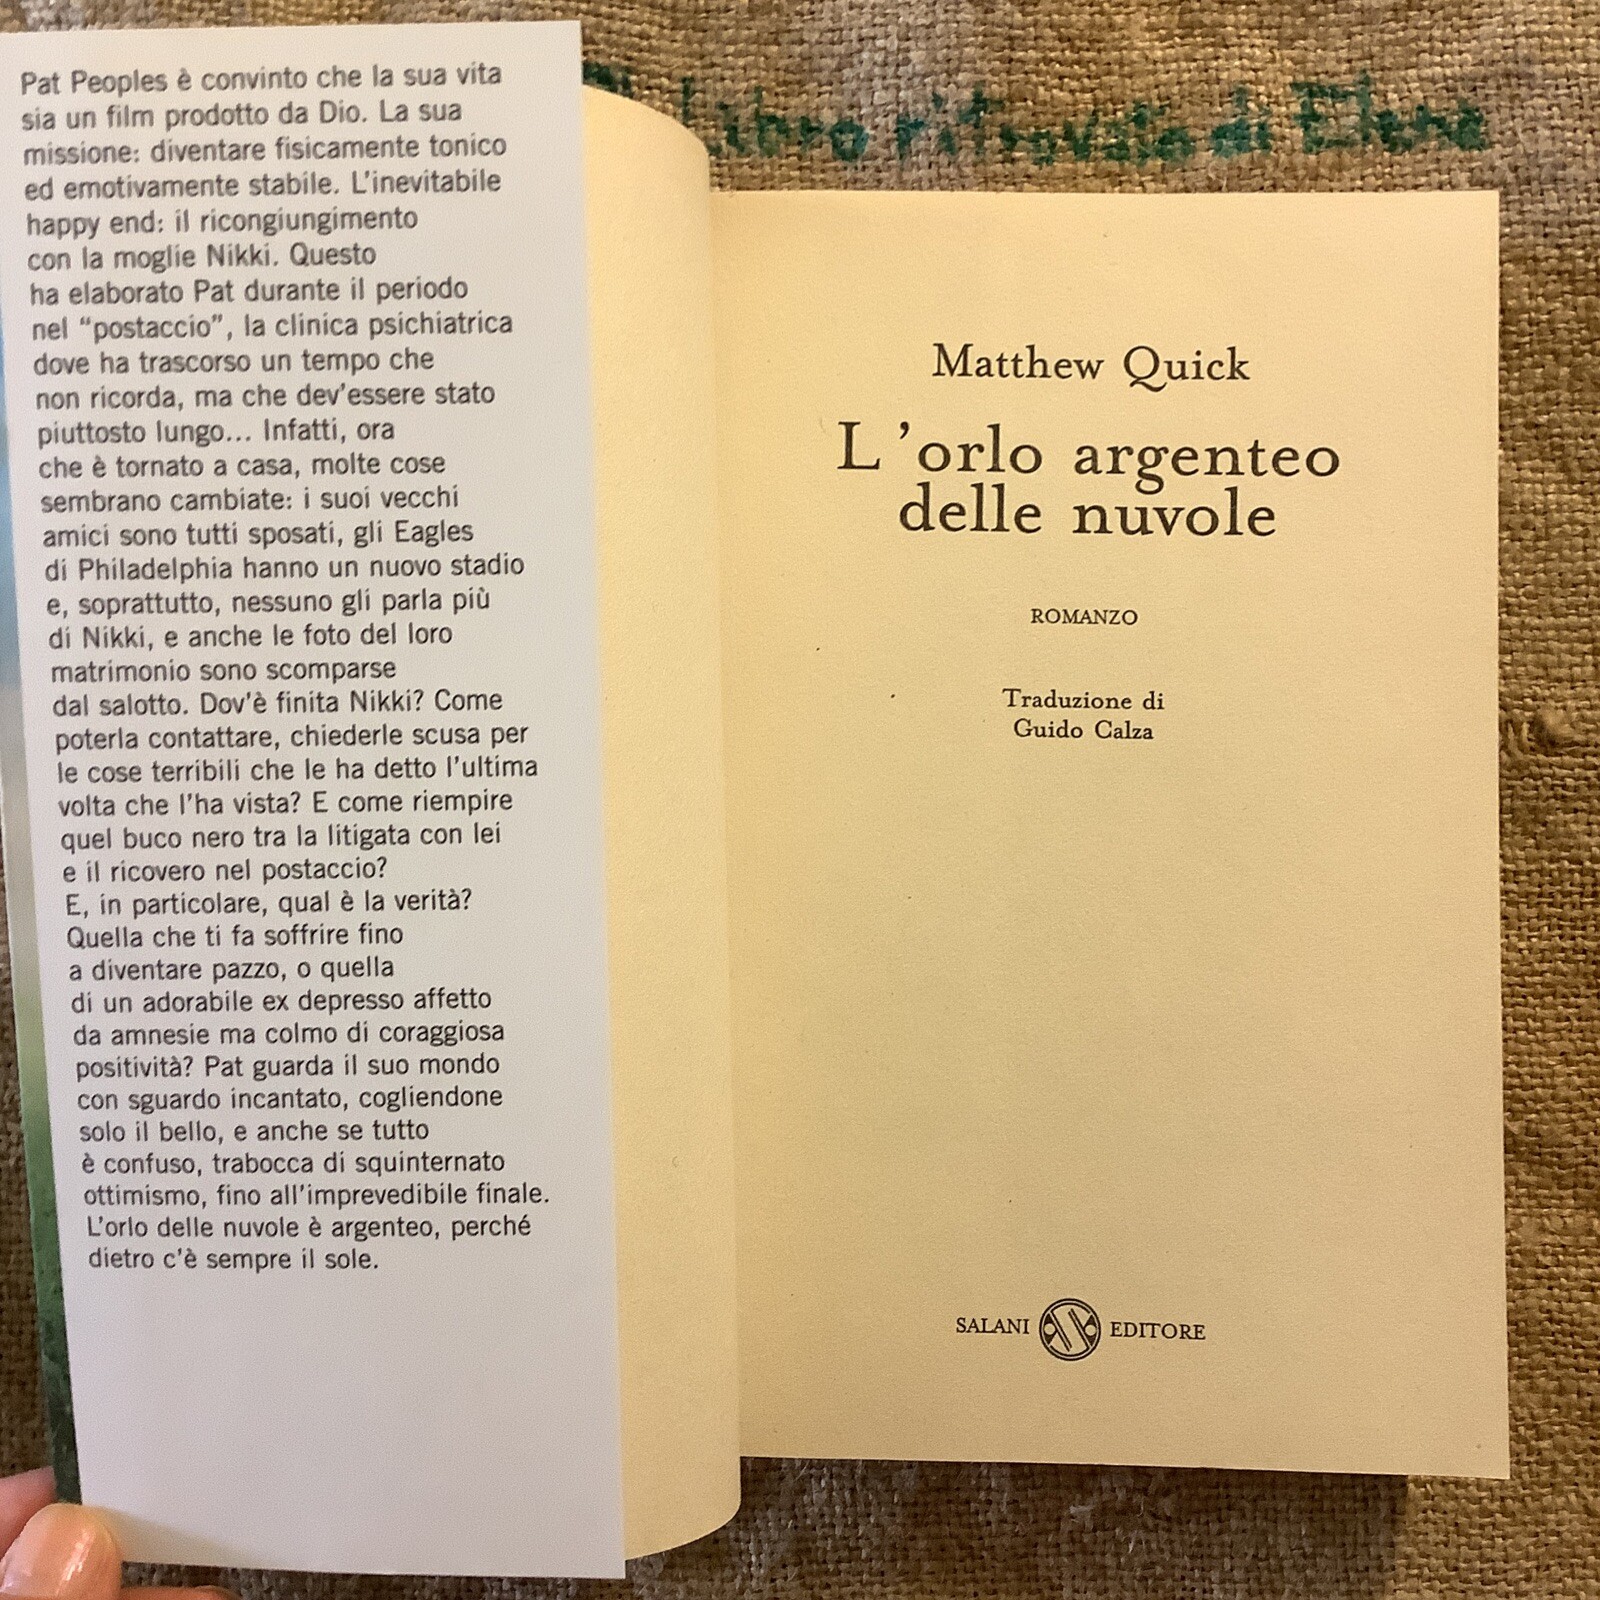 Pat Peoples è convinto che la sua vita
sia un film prodotto da Dio. La sua
missione: diventare fisicamente tonico
ed emotivamente stabile. L'inevitabile
happy end: il ricongiungimento
con la moglie Nikki. Questo
ha elaborato Pat durante il periodo
nel “postaccio”, la clinica psichiatrica
dove ha trascorso un tempo che
non ricorda, ma che dev'essere stato
piuttosto lungo... Infatti, ora
che è tornato a casa, molte cose
sembrano cambiate: i suoi vecchi
amici sono tutti sposati, gli Eagles
di Philadelphia hanno un nuovo stadio
e, soprattutto, nessuno gli parla più
di Nikki, e anche le foto del loro
matrimonio sono scomparse
dal salotto. Dov'è finita Nikki? Come
poterla contattare, chiederle scusa per
le cose terribili che le ha detto l'ultima
volta che l'ha vista? E come riempire
quel buco nero tra la litigata con lei
e il ricovero nel postaccio?
E, in particolare, qual è la verità?
Quella che ti fa soffrire fino
a diventare pazzo, o quella
di un adorabile ex depresso affetto
da amnesie ma colmo di coraggiosa
positività? Pat guarda il suo mondo
con sguardo incantato, cogliendone
solo il bello, e anche se tutto
è confuso, trabocca di squinternato
ottimismo, fino all'imprevedibile finale.
L'orlo delle nuvole è argenteo, perché
dietro c'è sempre il sole.
Libro ritrovato di Elena
Matthew Quick
L'orlo argenteo
delle nuvole
ROMANZO
Traduzione di
Guido Calza
SALANI EDITORE